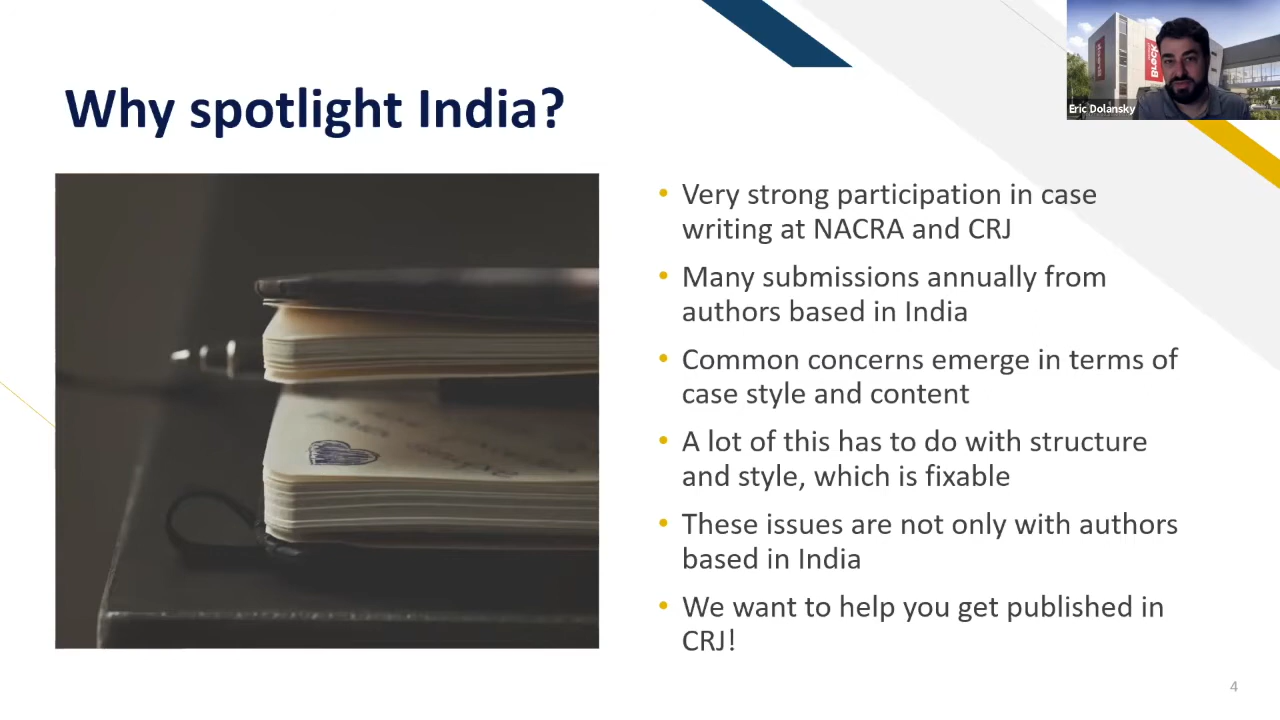 Why spotlight India?
Eric Dolansky
• Very strong participation in case
writing at NACRA and CRJ
• Many submissions annually from
authors based in India
• Common concerns emerge in terms of
case style and content
• A lot of this has to do with structure
and style, which is fixable
• These issues are not only with authors
based in India
• We want to help you get published in
CRJ!
4